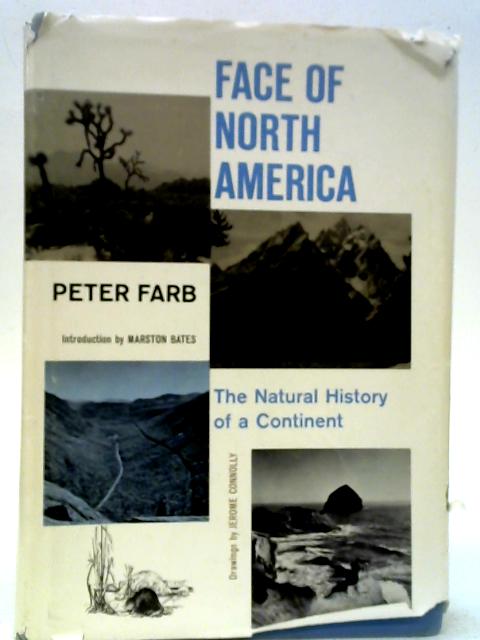 FACE OF
NORTH
AMERICA
PETER FARB
Introduction by MARSTON BATES
The Natural History
of a Continent
Drawings by JEROME CONNOLLY